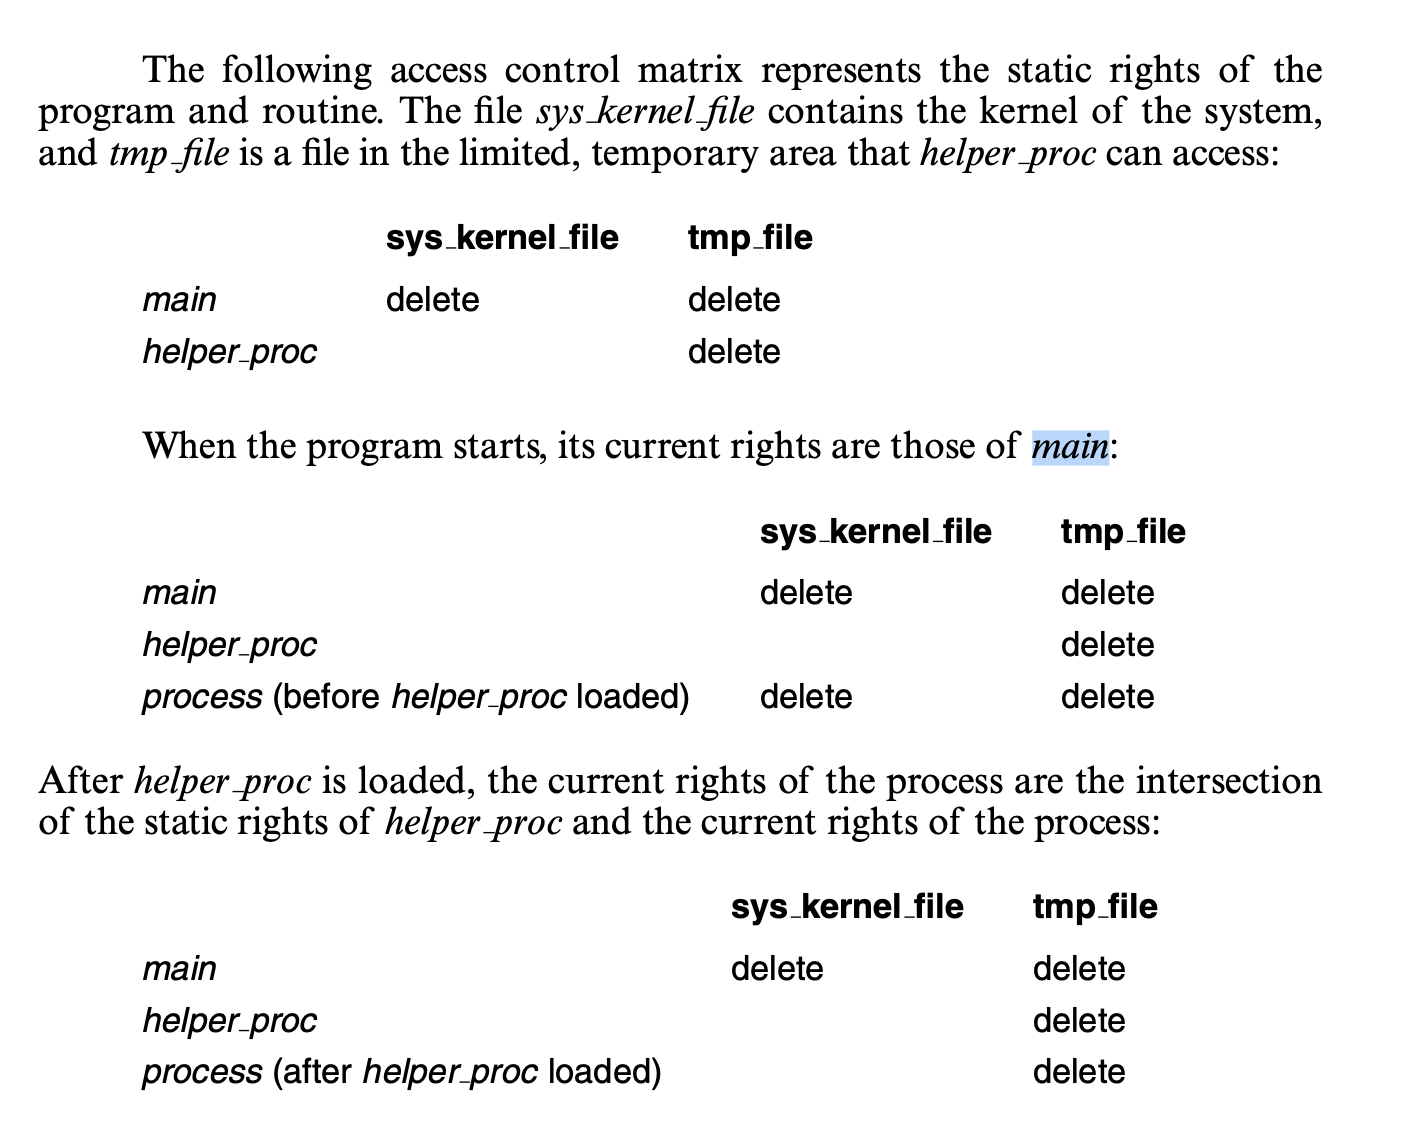 The following access control matrix represents the static rights of the
program and routine. The file sys_kernel_file contains the kernel of the system,
and tmp_file is a file in the limited, temporary area that helper_proc can access:
sys_kernel_file tmp_file
main delete delete
helper_proc delete
When the program starts, its current rights are those of main:
sys_kernel_file tmp_file
main delete delete
helper_proc delete
process (before helper_proc loaded) delete delete
After helper_proc is loaded, the current rights of the process are the intersection
of the static rights of helper_proc and the current rights of the process:
sys_kernel_file tmp_file
main delete delete
helper_proc delete
process (after helper_proc loaded) delete